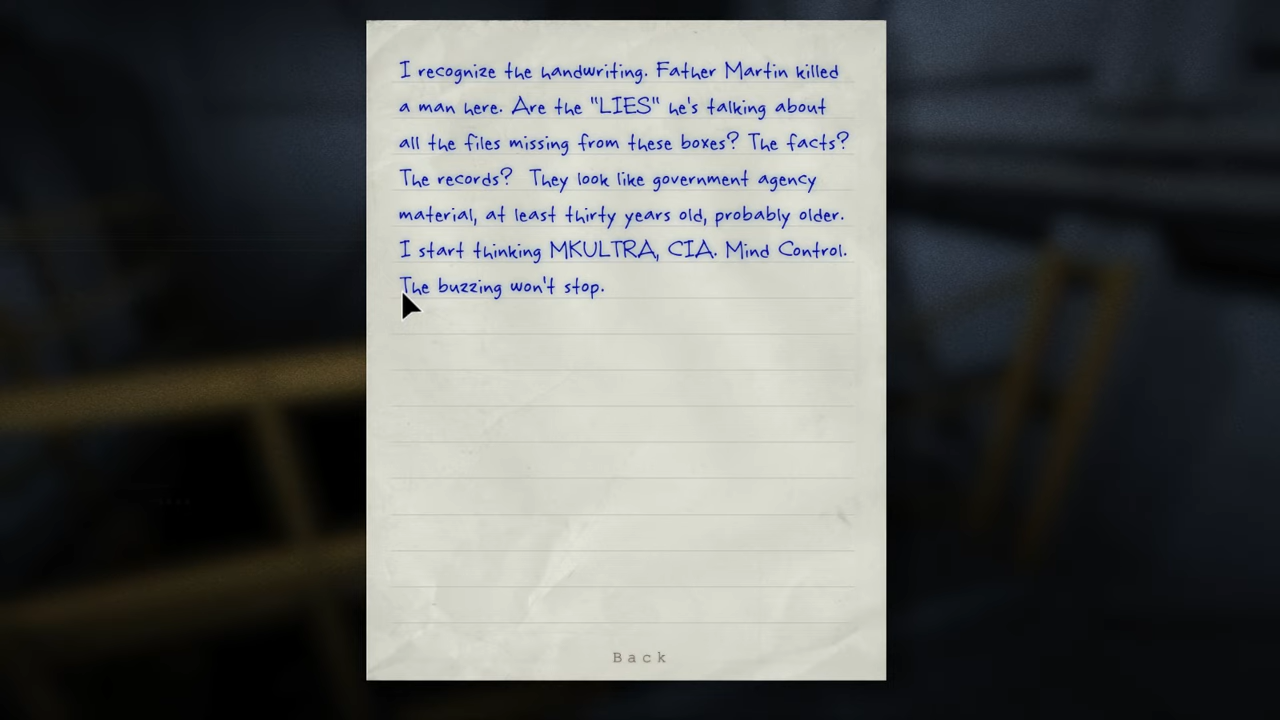 I recognize the handwriting. Father Martin killed
a man here. Are the "LIES" he's talking about
all the files missing from these boxes? The facts?
The records? They look like government agency
material, at least thirty years old, probably older.
I start thinking MKULTRA, CIA. Mind Control.
The buzzing won't stop.
Back